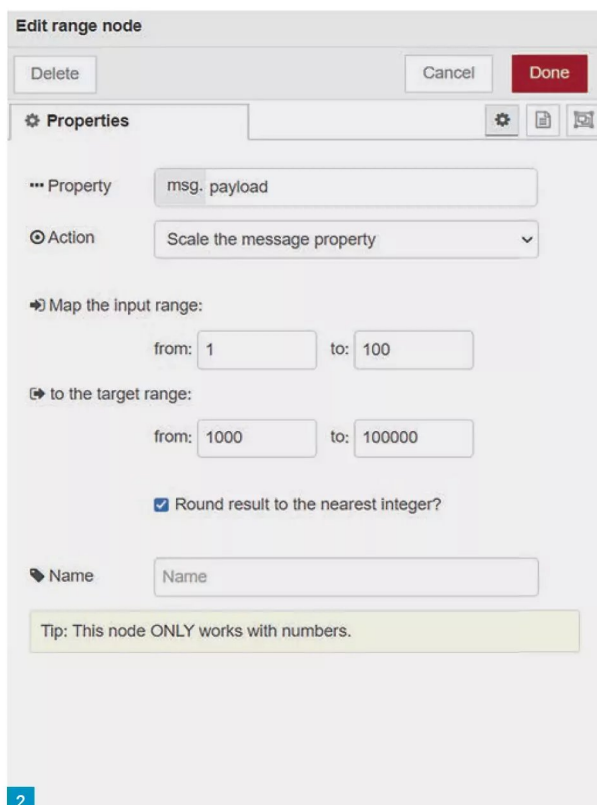 Edit range node
Delete Cancel Done
Properties
Property msg. payload
Action Scale the message property
Map the input range:
from: 1 to: 100
to the target range:
from: 1000 to: 100000
Round result to the nearest integer?
Name Name
Tip: This node ONLY works with numbers.
2